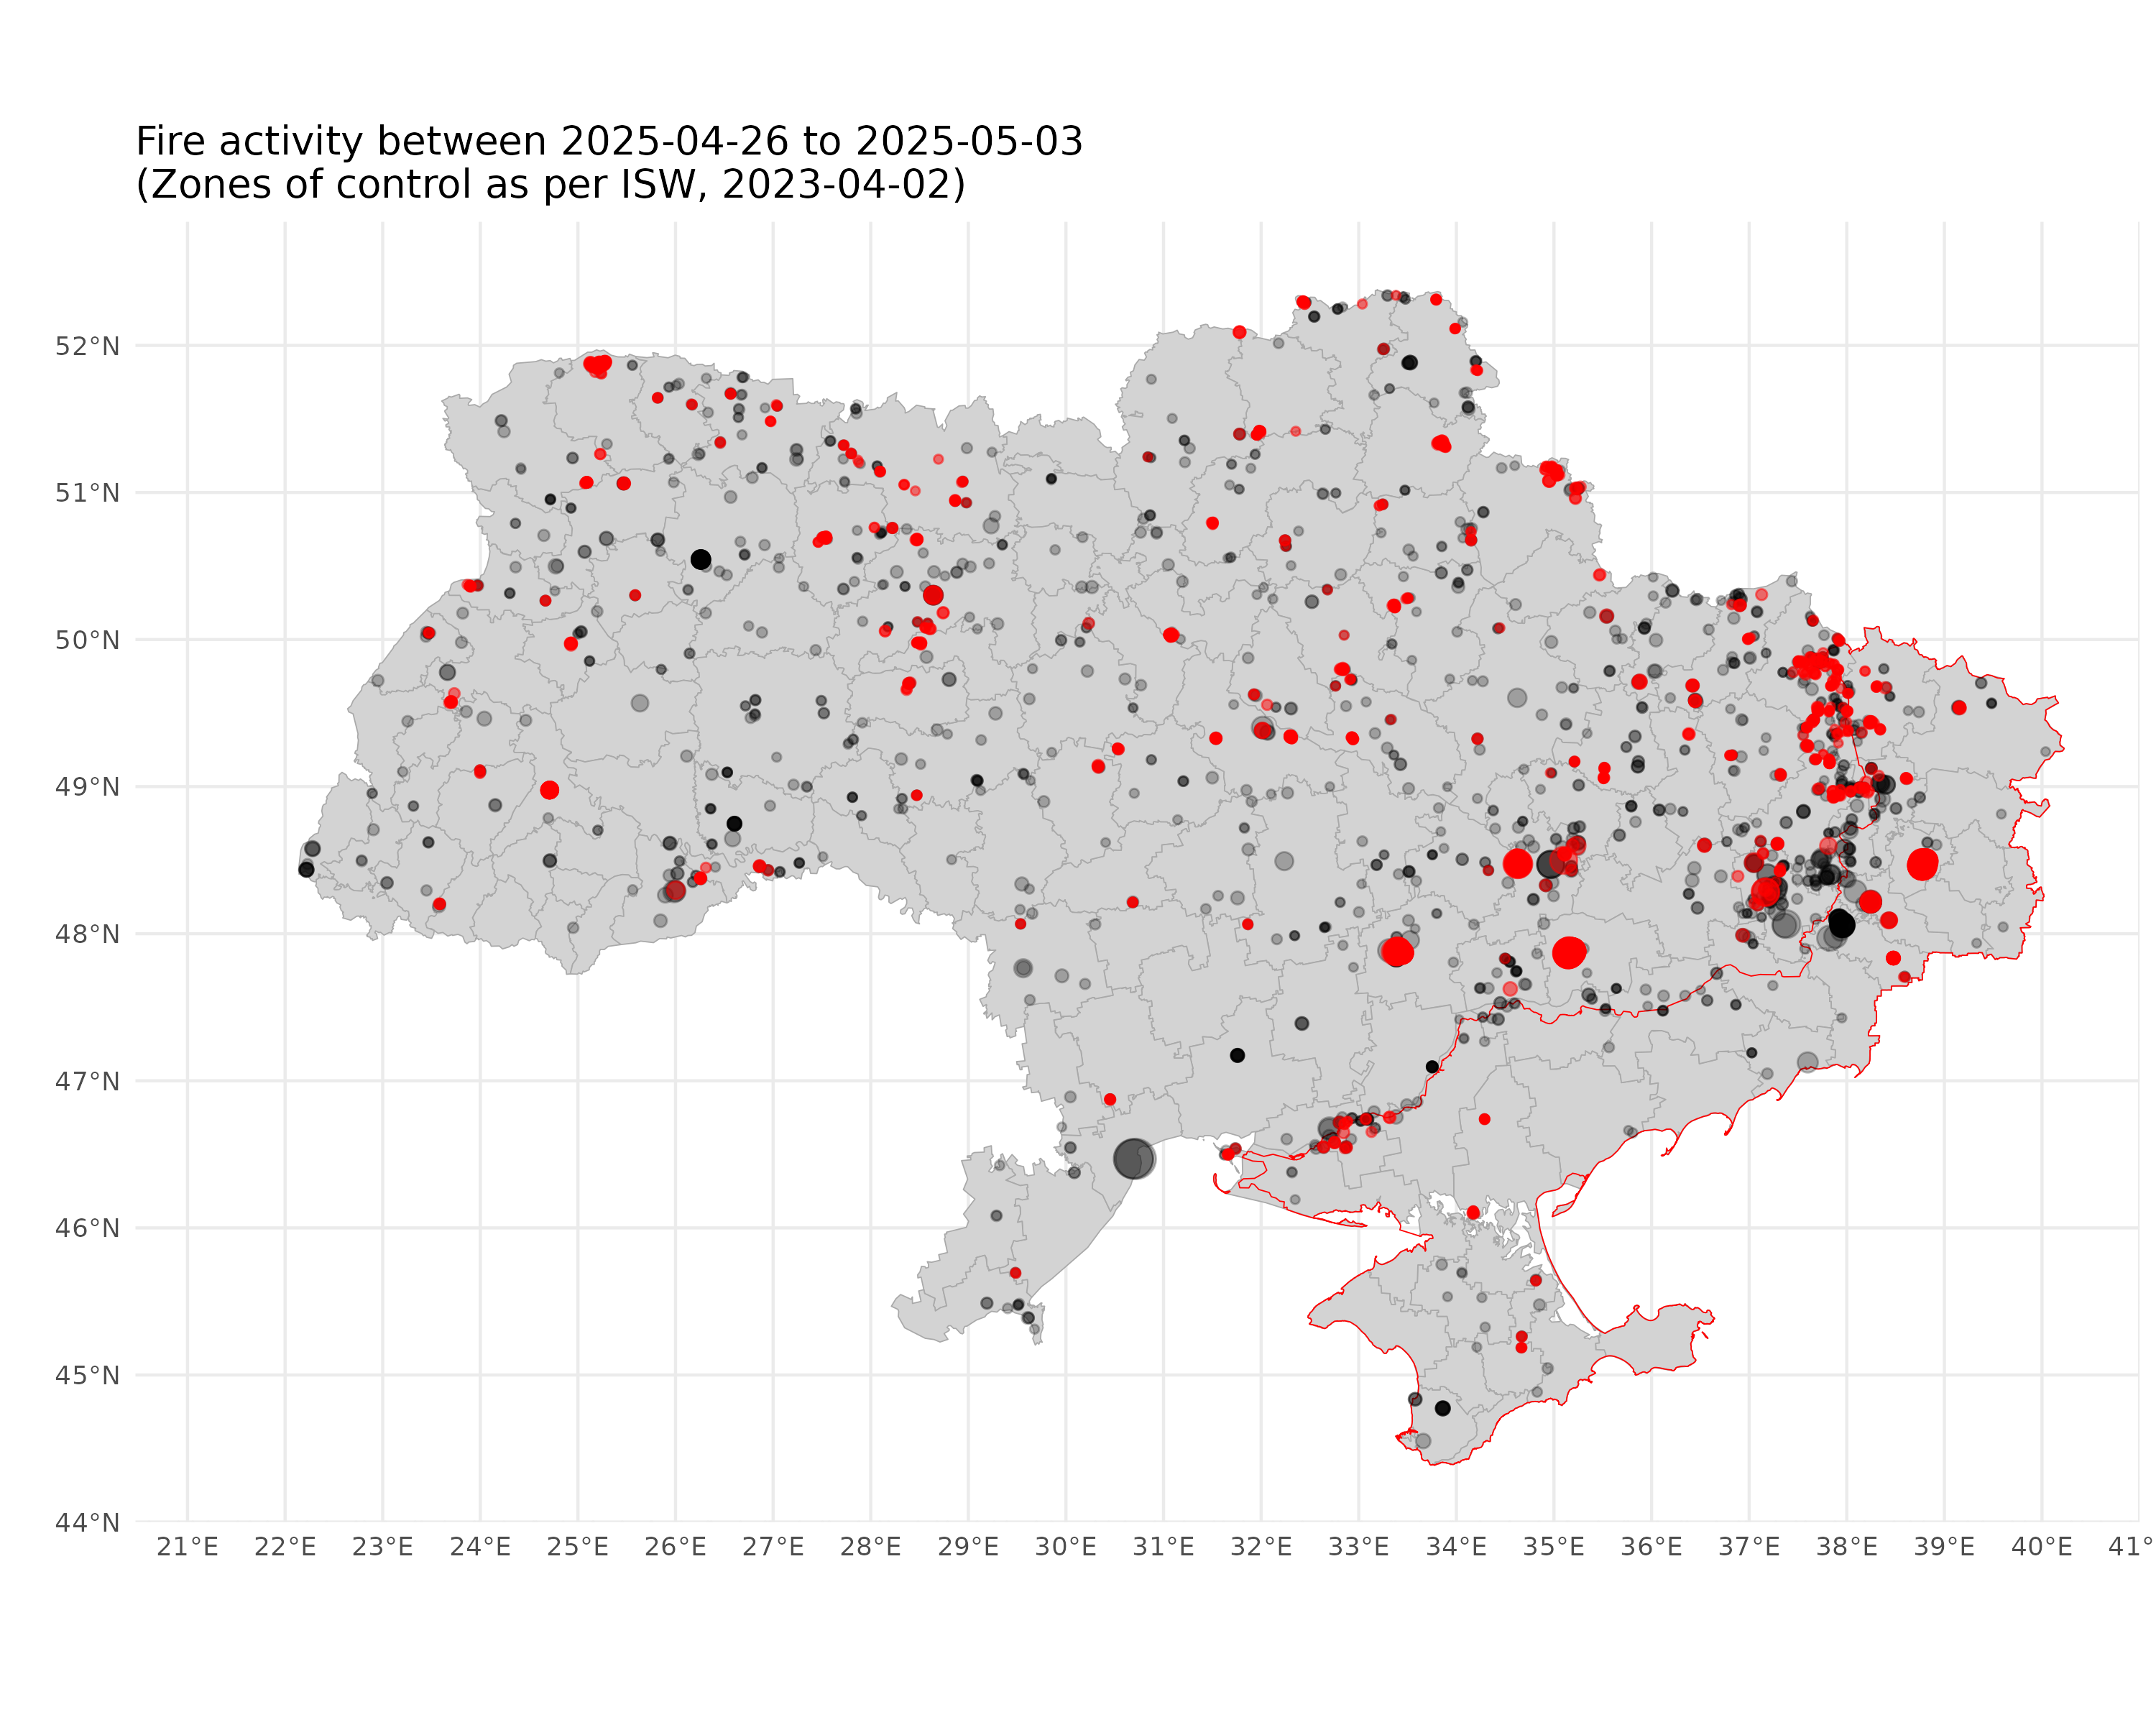 Fire activity between 2025-04-26 to 2025-05-03
(Zones of control as per ISW, 2023-04-02)
52°N
51°N
50°N
49°N
48°N
47°N
46°N
45°N
44°N
21°E 22°E 23°E 24°E 25°E 26°E 27°E 28°E 29°E 30°E 31°E 32°E 33°E 34°E 35°E 36°E 37°E 38°E 39°E 40°E 41°